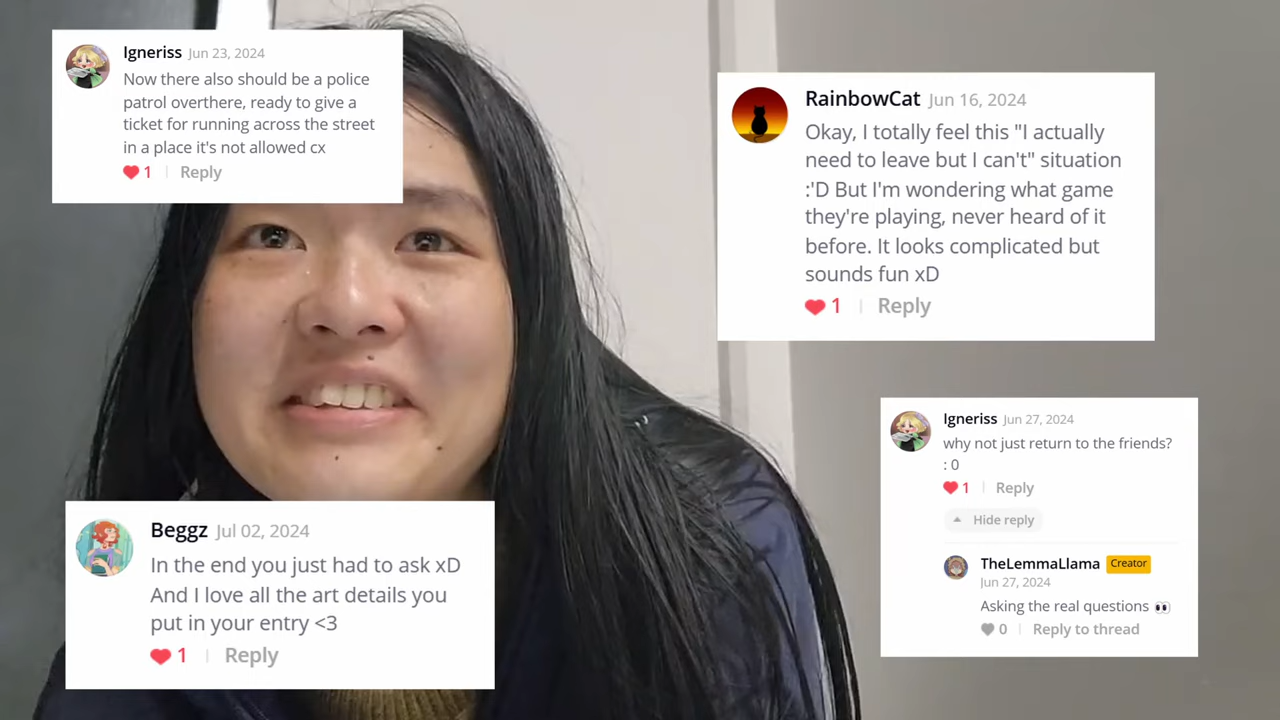 Igneriss Jun 23, 2024
Now there also should be a police
patrol overthere, ready to give a
ticket for running across the street
in a place it's not allowed cx
1 Reply
RainbowCat Jun 16, 2024
Okay, I totally feel this "I actually
need to leave but I can't" situation
:'D But I'm wondering what game
they're playing, never heard of it
before. It looks complicated but
sounds fun xD
1 Reply
Igneriss Jun 27, 2024
why not just return to the friends?
: 0
1 Reply
Hide reply
TheLemmaLlama Creator
Jun 27, 2024
Asking the real questions 👀
0 Reply to thread
Beggz Jul 02, 2024
In the end you just had to ask xD
And I love all the art details you
put in your entry <3
1 Reply